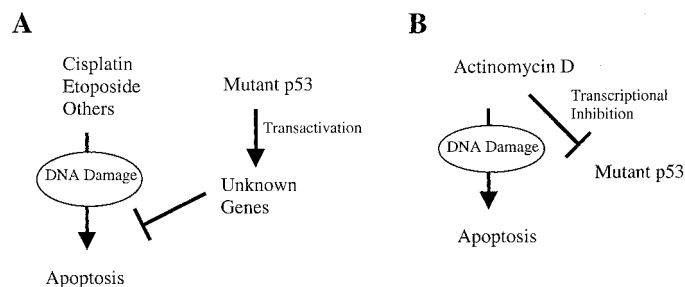 A
Cisplatin
Etoposide
Others
Mutant p53
Transactivation
DNA Damage
Unknown
Genes
Apoptosis
B
Actinomycin D
Transcriptional
Inhibition
DNA Damage
Mutant p53
Apoptosis